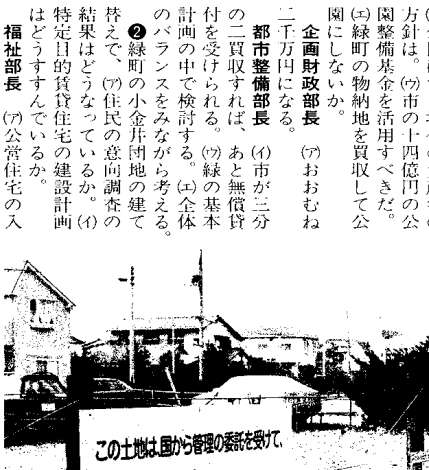 方針は。(ウ)市の十四億円の公
園整備基金を活用すべきだ。
(エ)緑町の物納地を買収して公
園にしないか。
企画財政部長　(ア)おおむね
二千万円になる。
都市整備部長　(イ)市が三分
の二買収すれば、あと無償貸
付を受けられる。(ウ)緑の基本
計画の中で検討する。(エ)全体
のバランスをみながら考える。
❷緑町の小金井団地の建て
替えで、(ア)住民の意向調査の
結果はどうなっているか。(イ)
特定目的賃貸住宅の建設計画
はどうすすんでいるか。
福祉部長　(ア)公営住宅の入
この土地は、国から管理の委託を受けて、